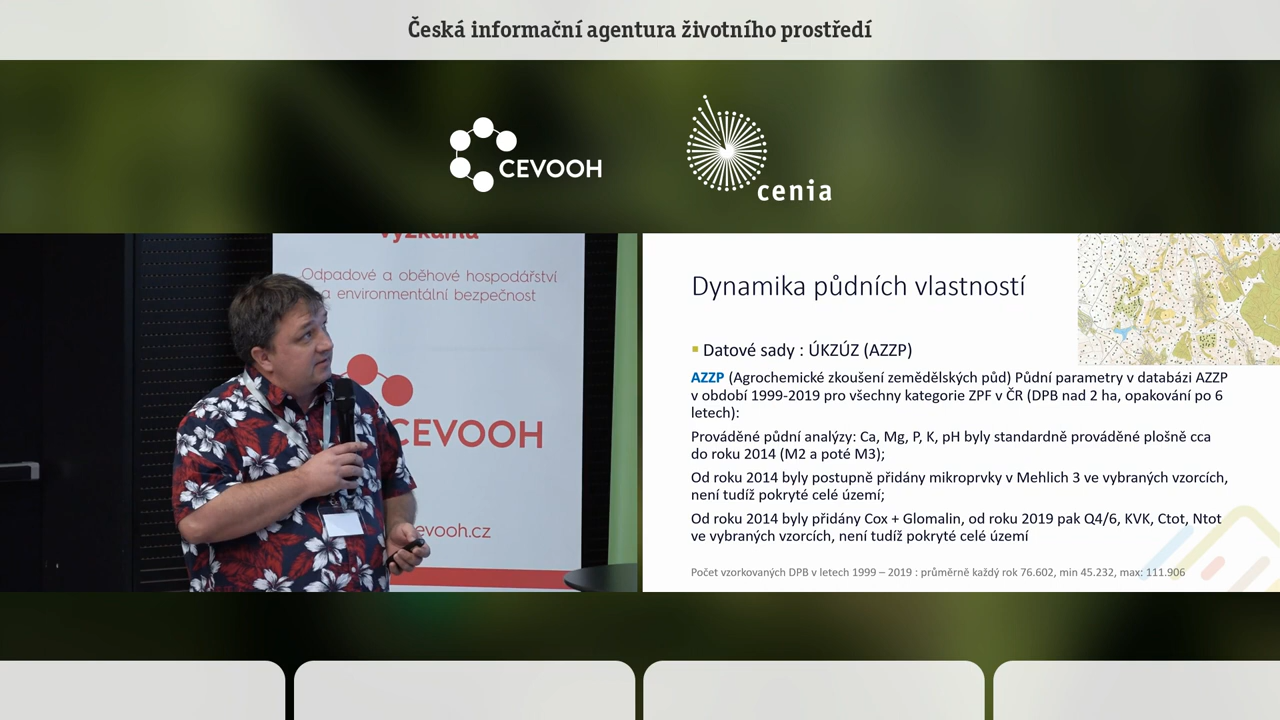 Česká informační agentura životního prostředí
CEVOOH
cenia
výzkumu
Odpadové a oběhové hospodářství
a environmentální bezpečnost
CEVOOH
evooh.cz
Dynamika půdních vlastností
Datové sady : ÚKZÚZ (AZZP)
AZZP (Agrochemické zkoušení zemědělských půd) Půdní parametry v databázi AZZP
v období 1999-2019 pro všechny kategorie ZPF v ČR (DPB nad 2 ha, opakování po 6
letech):
Prováděné půdní analýzy: Ca, Mg, P, K, pH byly standardně prováděné plošně cca
do roku 2014 (M2 a poté M3);
Od roku 2014 byly postupně přidány mikroprvky v Mehlich 3 ve vybraných vzorcích,
není tudíž pokryté celé území;
Od roku 2014 byly přidány Cox + Glomalin, od roku 2019 pak Q4/6, KVK, Ctot, Ntot
ve vybraných vzorcích, není tudíž pokryté celé území
Počet vzorkovaných DPB v letech 1999 – 2019 : průměrně každý rok 76.602, min 45.232, max: 111.906